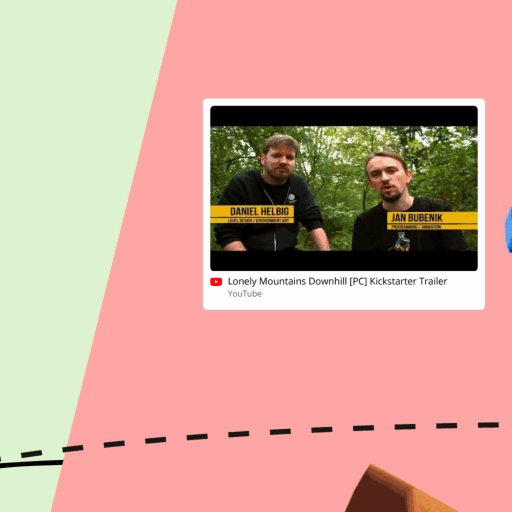 DANIEL HELBIG
LEVEL DESIGN / ENVIRONMENT ART
JAN BUBENIK
PROGRAMMING / ANIMATION
Lonely Mountains Downhill [PC] Kickstarter Trailer
YouTube